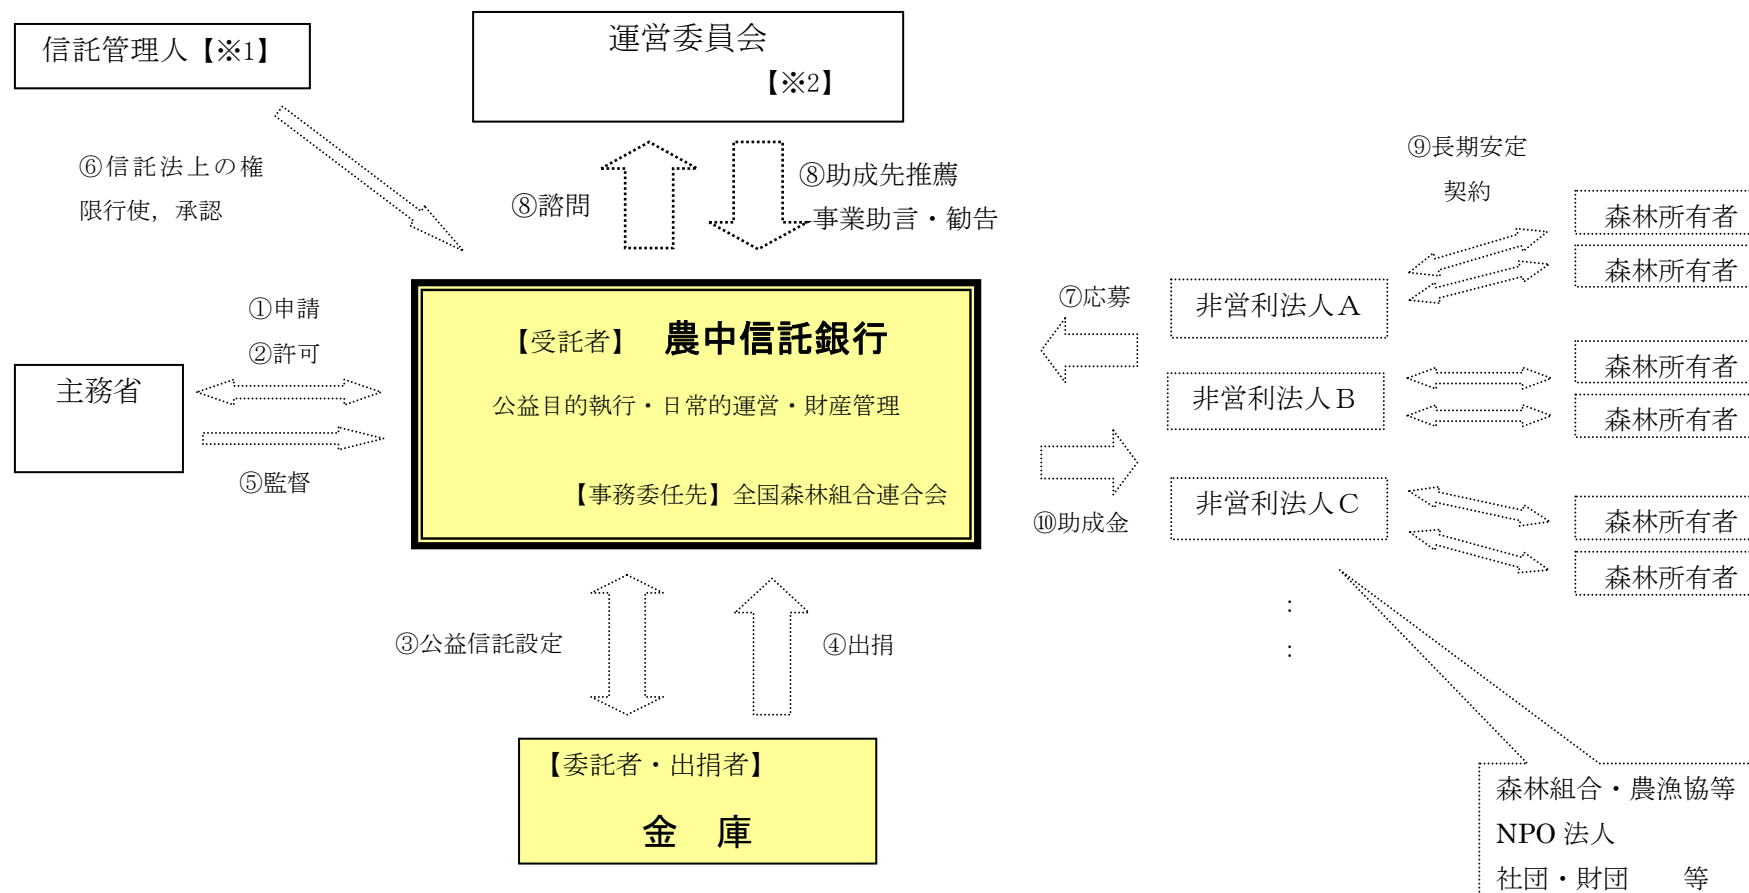 信託管理人【※1】
運営委員会
【※2】
⑥信託法上の権
限行使，承認
⑧諮問
⑧助成先推薦
事業助言・勧告
⑨長期安定
契約
森林所有者
森林所有者
①申請
②許可
主務省
⑤監督
【受託者】 農中信託銀行
公益目的執行・日常的運営・財産管理
【事務委任先】全国森林組合連合会
⑦応募
⑩助成金
非営利法人A
非営利法人B
非営利法人C
森林所有者
森林所有者
森林所有者
森林所有者
:
:
③公益信託設定
④出捐
【委託者・出捐者】
金 庫
森林組合・農漁協等
NPO 法人
社団・財団 等